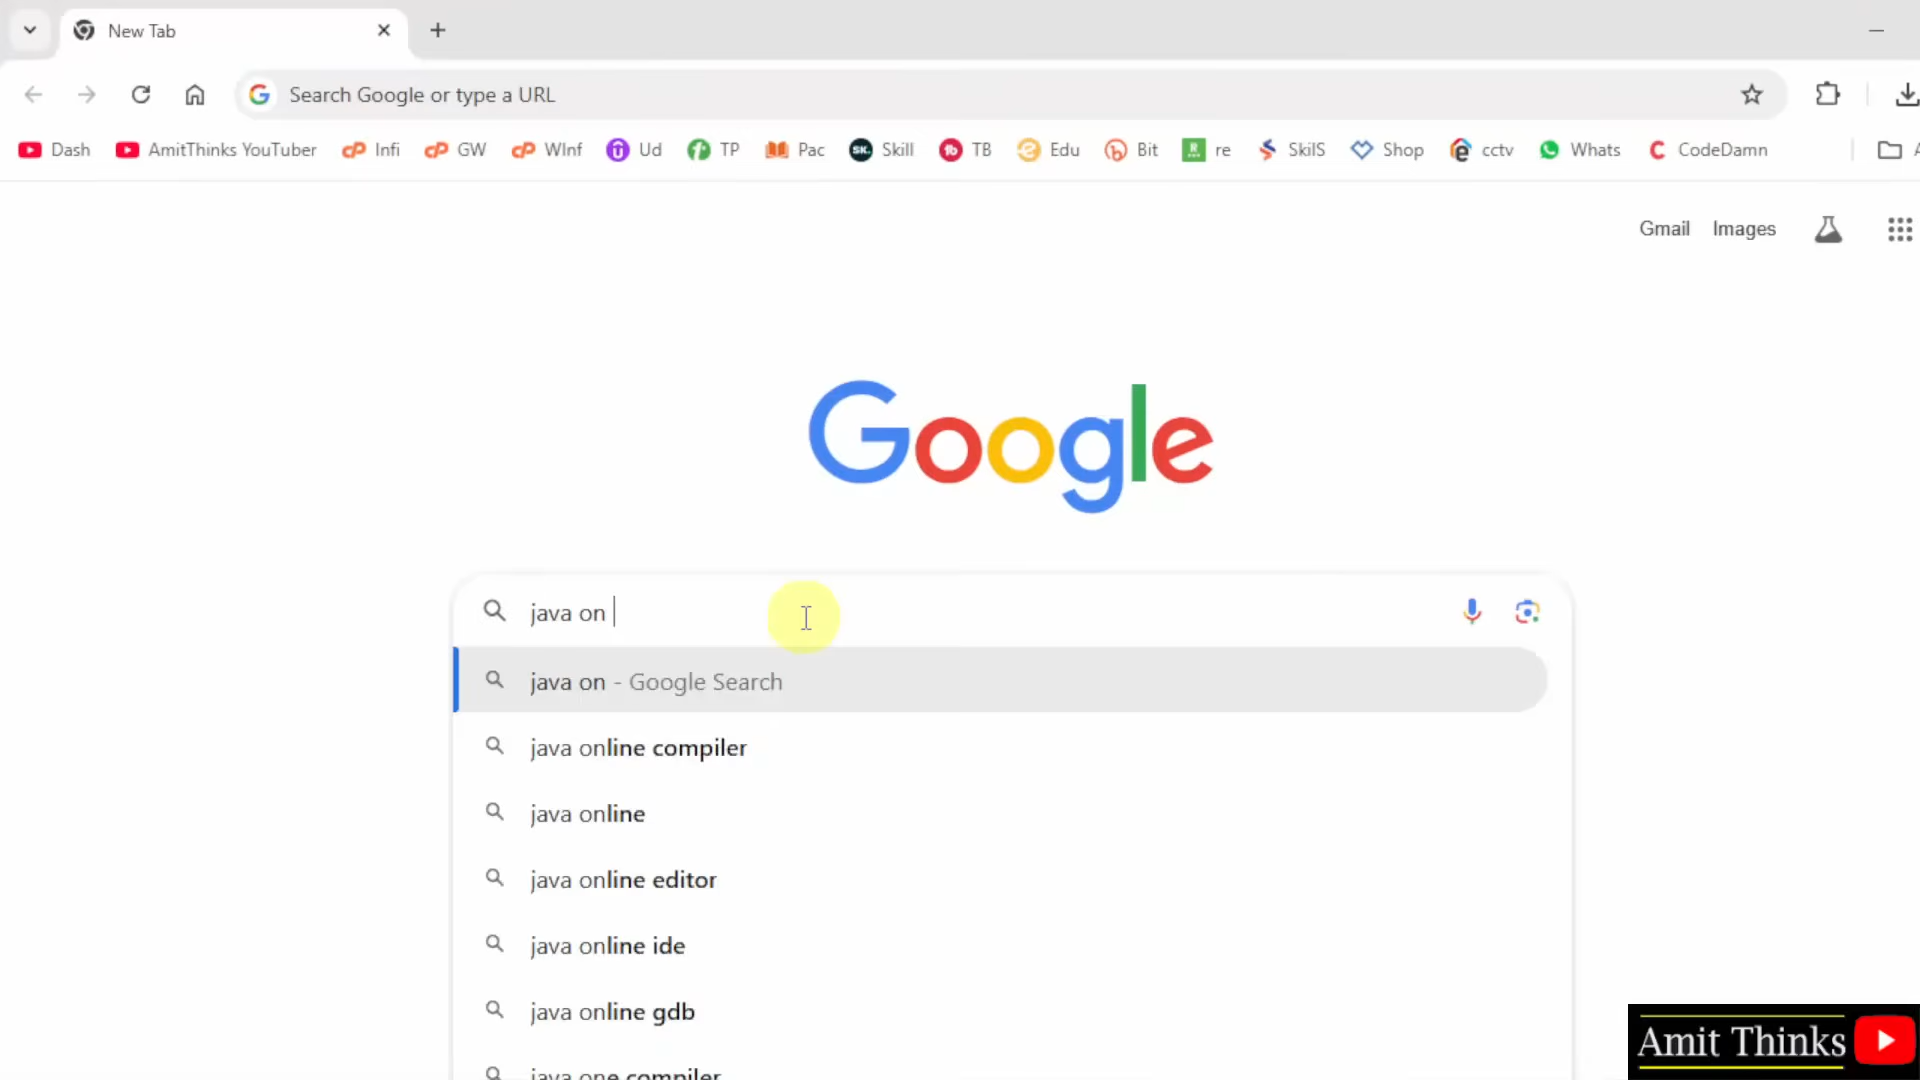 New Tab
Search Google or type a URL
Dash AmitThinks YouTuber Infi GW WInf Ud TP Pac Skill TB Edu Bit re SkilS Shop cctv Whats CodeDamn
Gmail Images
Google
java on
java on - Google Search
java online compiler
java online
java online editor
java online ide
java online gdb
java one compiler
Amit Thinks